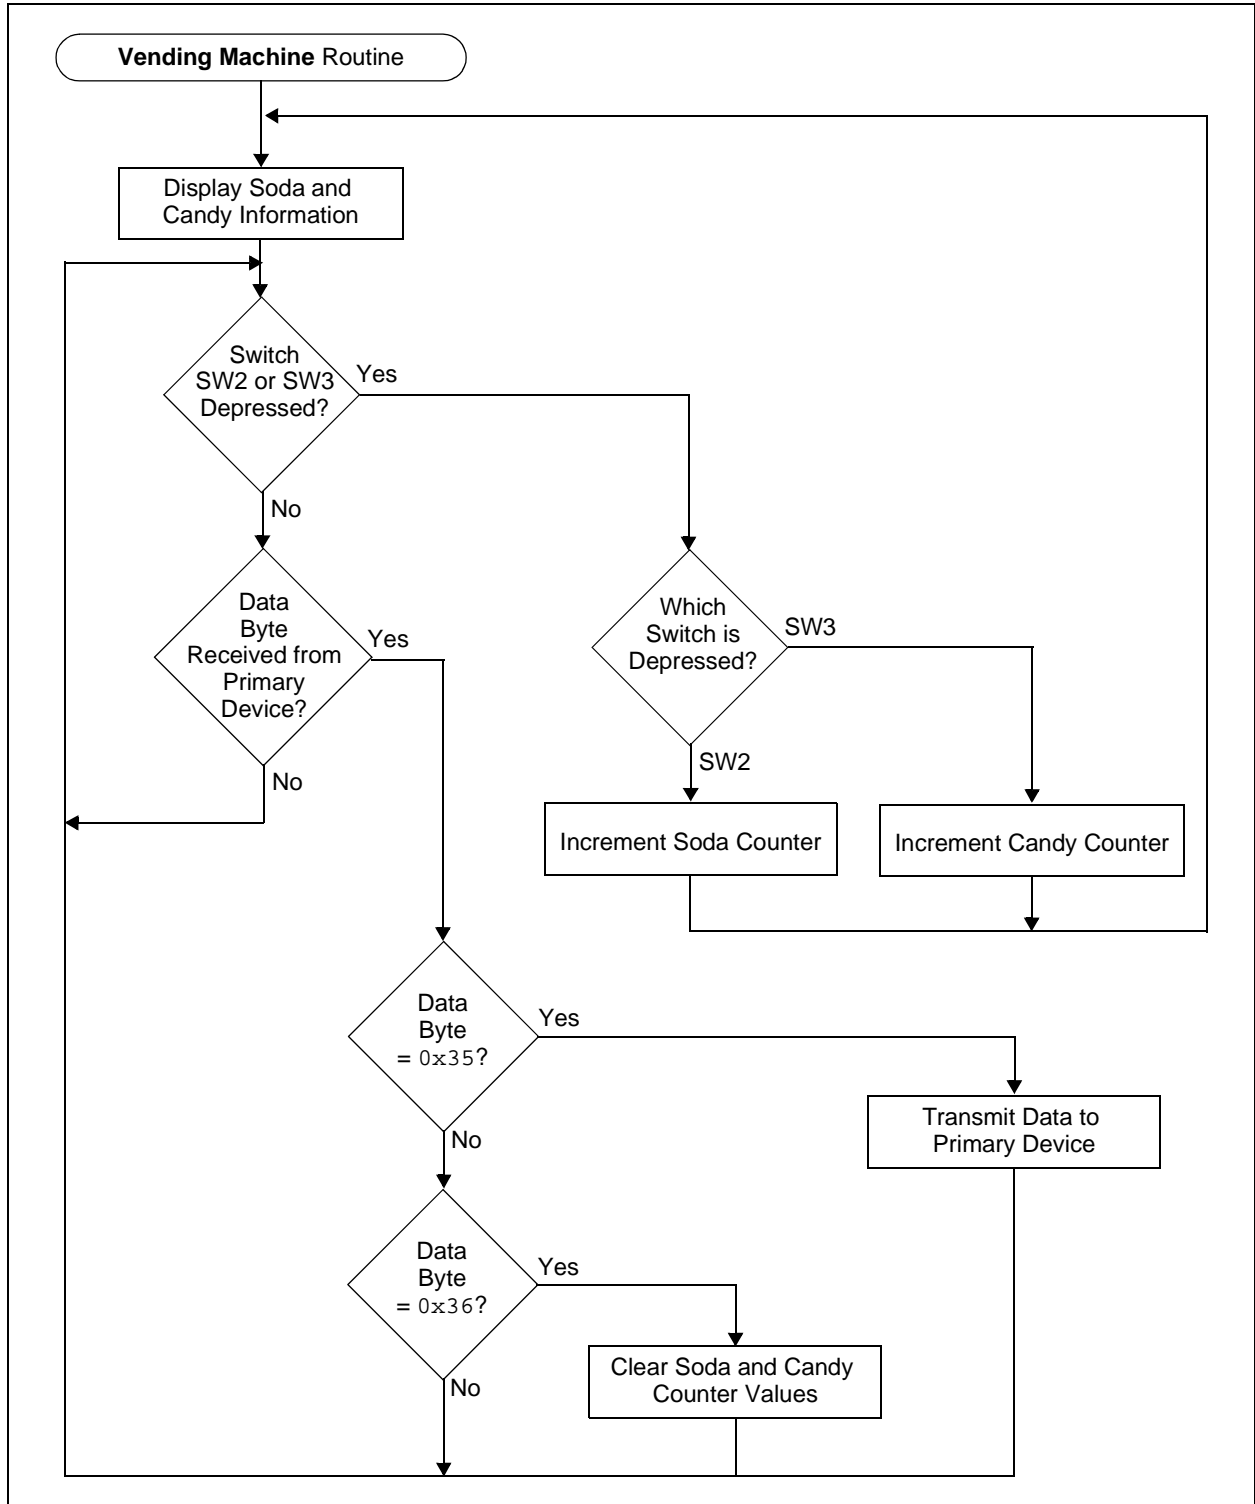 Vending Machine Routine
Display Soda and
Candy Information
Switch
SW2 or SW3
Depressed?
Yes
No
Data
Byte
Received from
Primary
Device?
Yes
No
Which
Switch is
Depressed?
SW3
SW2
Increment Soda Counter
Increment Candy Counter
Data
Byte
= 0x35?
Yes
No
Transmit Data to
Primary Device
Data
Byte
= 0x36?
Yes
No
Clear Soda and Candy
Counter Values